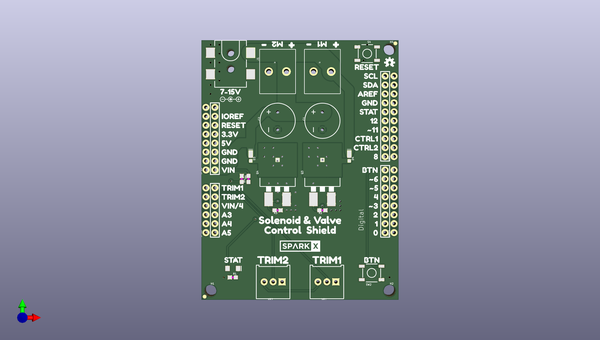 - M2 +
- M1 +
RESET
7-15V
IOREF
RESET
3.3V
5V
GND
GND
VIN
TRIM1
TRIM2
VIN/4
A3
A4
A5
SCL
SDA
AREF
GND
STAT
12
~11
CTRL1
CTRL2
8
BTN
~6
~5
4
~3
2
1
0
Digital
Solenoid & Valve
Control Shield
SPARK X
STAT
TRIM2
TRIM1
BTN